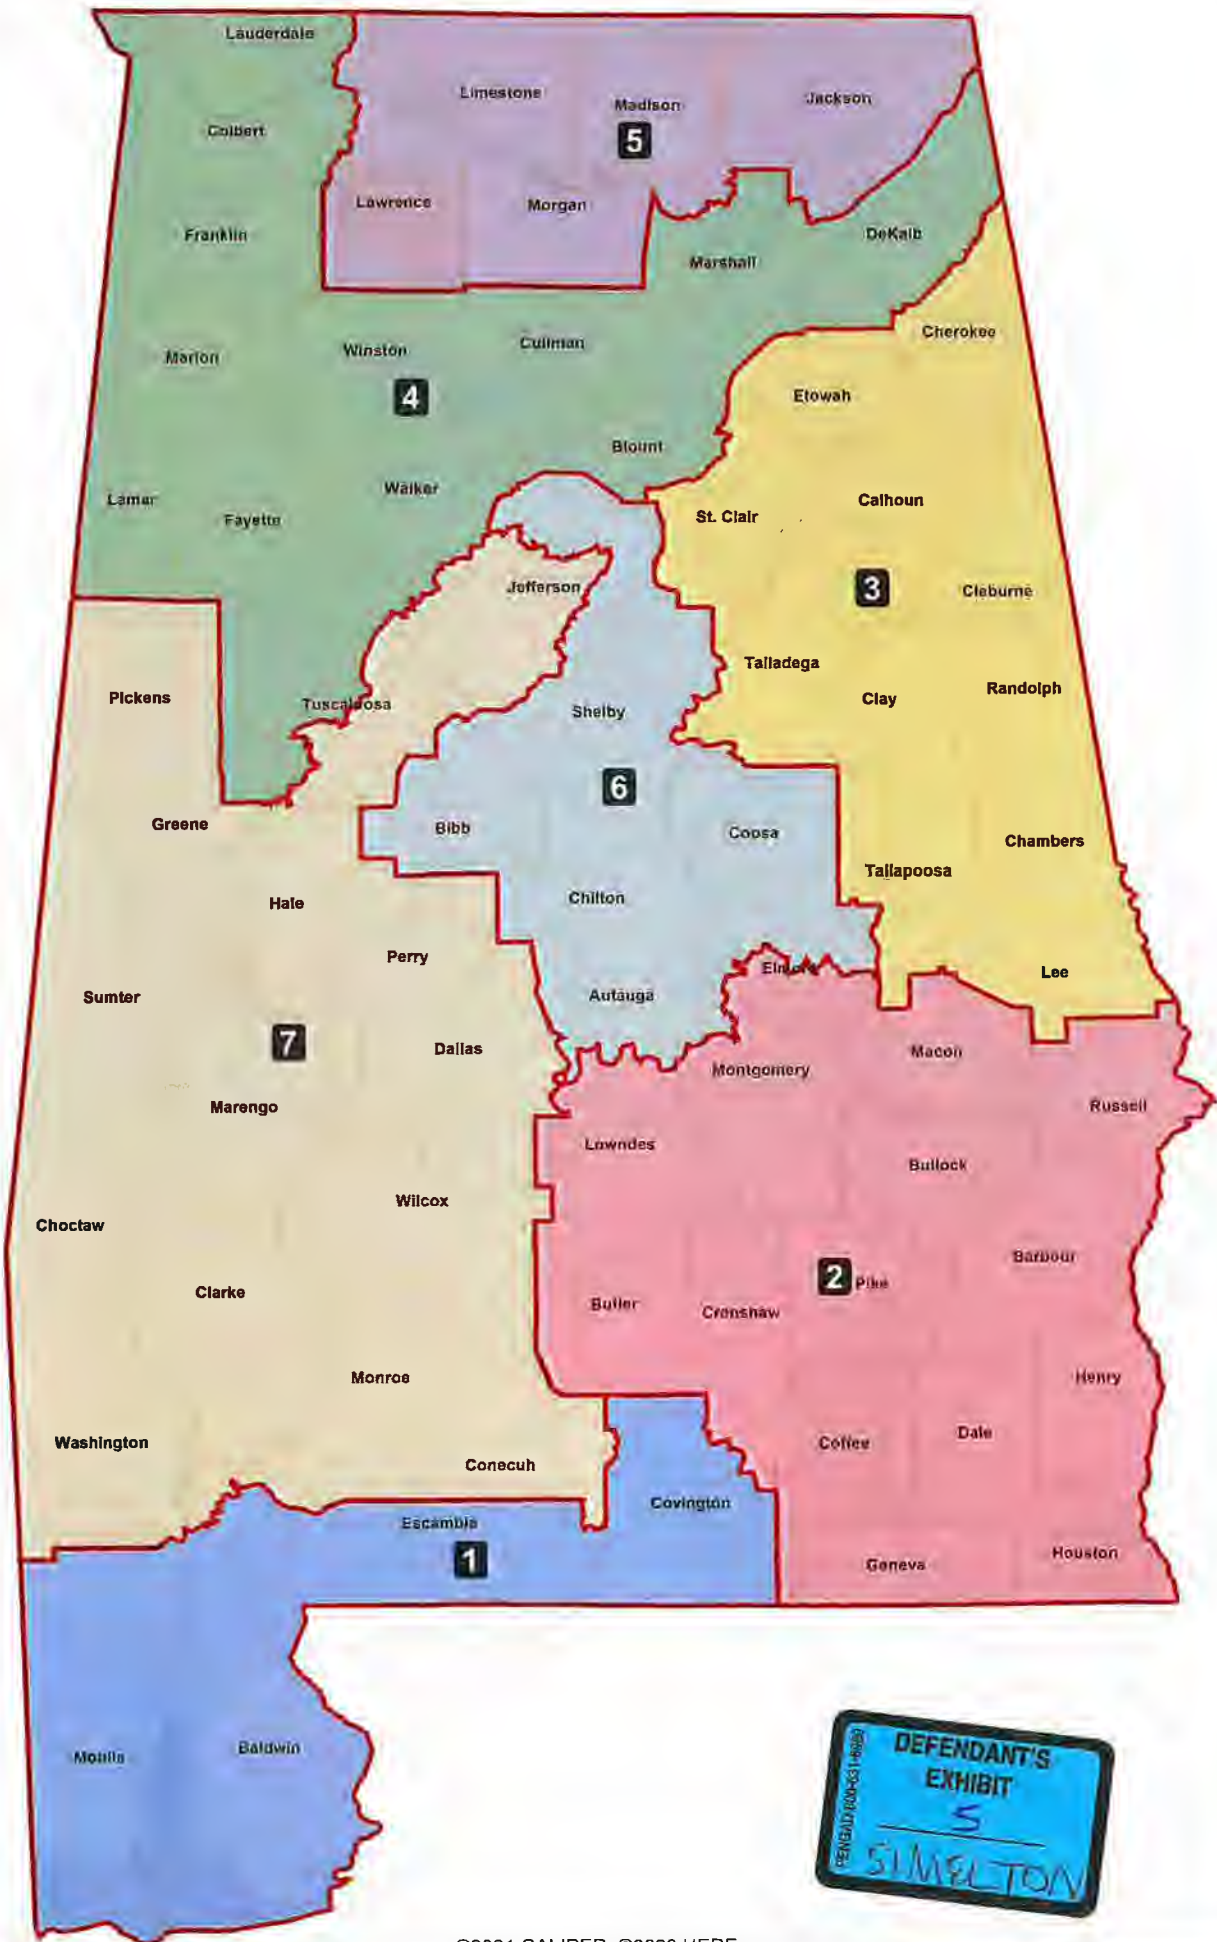 Lauderdale
Limestone
Madison
Jackson
Colbert
5
Lawrence
Morgan
Franklin
DeKalb
Marshall
Cherokee
Marion
Winston
Cullman
4
Etowah
Blount
Lamar
Walker
Fayette
Calhoun
St. Clair
Jefferson
3
Cleburne
Talladega
Pickens
Tuscaloosa
Shelby
Clay
Randolph
6
Greene
Bibb
Coosa
Chambers
Tallapoosa
Hale
Chilton
Perry
Elmore
Lee
Sumter
Autauga
7
Dallas
Montgomery
Macon
Marengo
Russell
Lowndes
Bullock
Wilcox
Choctaw
Barbour
Clarke
2
Pike
Butler
Crenshaw
Monroe
Henry
Washington
Conecuh
Coffee
Dale
Escambia
Covington
1
Geneva
Houston
Mobile
Baldwin
DEFENDANT'S
EXHIBIT
5
SIMELTON